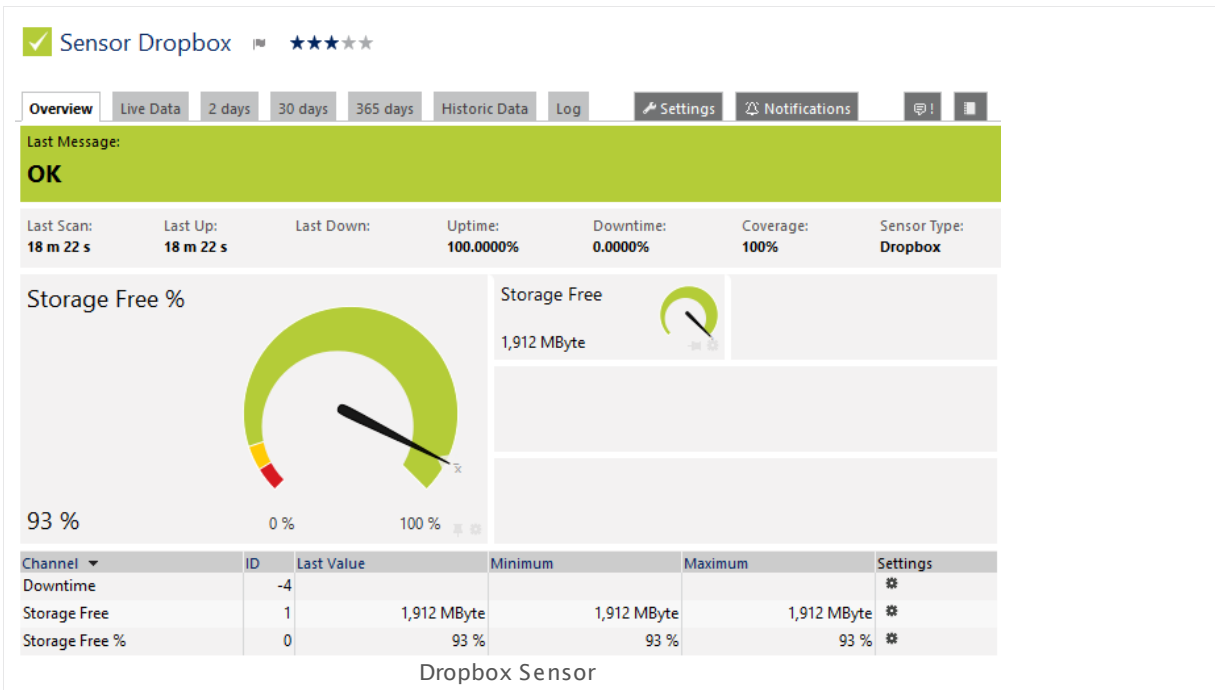 Sensor Dropbox
Overview Live Data 2 days 30 days 365 days Historic Data Log Settings Notifications !
Last Message:
OK
Last Scan: Last Up: Last Down: Uptime: Downtime: Coverage: Sensor Type:
18 m 22 s 18 m 22 s 100.0000% 0.0000% 100% Dropbox
Storage Free %
93 %
0 % 100 %
x
Storage Free
1,912 MByte
Channel ID Last Value Minimum Maximum Settings
Downtime -4
Storage Free 1 1,912 MByte 1,912 MByte 1,912 MByte
Storage Free % 0 93 % 93 % 93 %
Dropbox Sensor